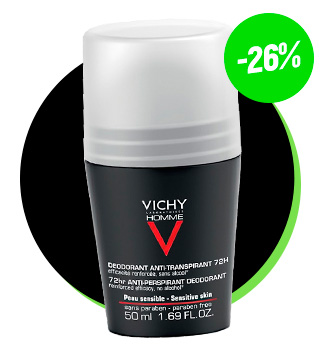 -26%
VICHY
LABORATOIRES
HOMME
V
DEODORANT ANTI-TRANSPIRANT 72H
efficacité renforcée, sans alcool*
72hr ANTI-PERSPIRANT DEODORANT
reinforced efficacy, no alcohol*
Peau sensible - Sensitive skin
sans paraben - paraben free
50 ml 1.69 FL.OZ.